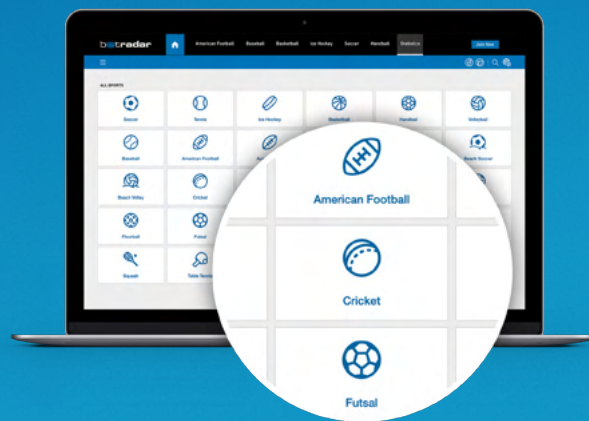 betradar American Football Baseball Basketball Ice Hockey Soccer Handball Statistics Join Now
ALL SPORTS
Soccer Tennis Ice Hockey Basketball Handball Volleyball
Baseball American Football Beach Soccer
Beach Volley Cricket
Floorball Futsal
Squash Table Tennis
American Football
Cricket
Futsal